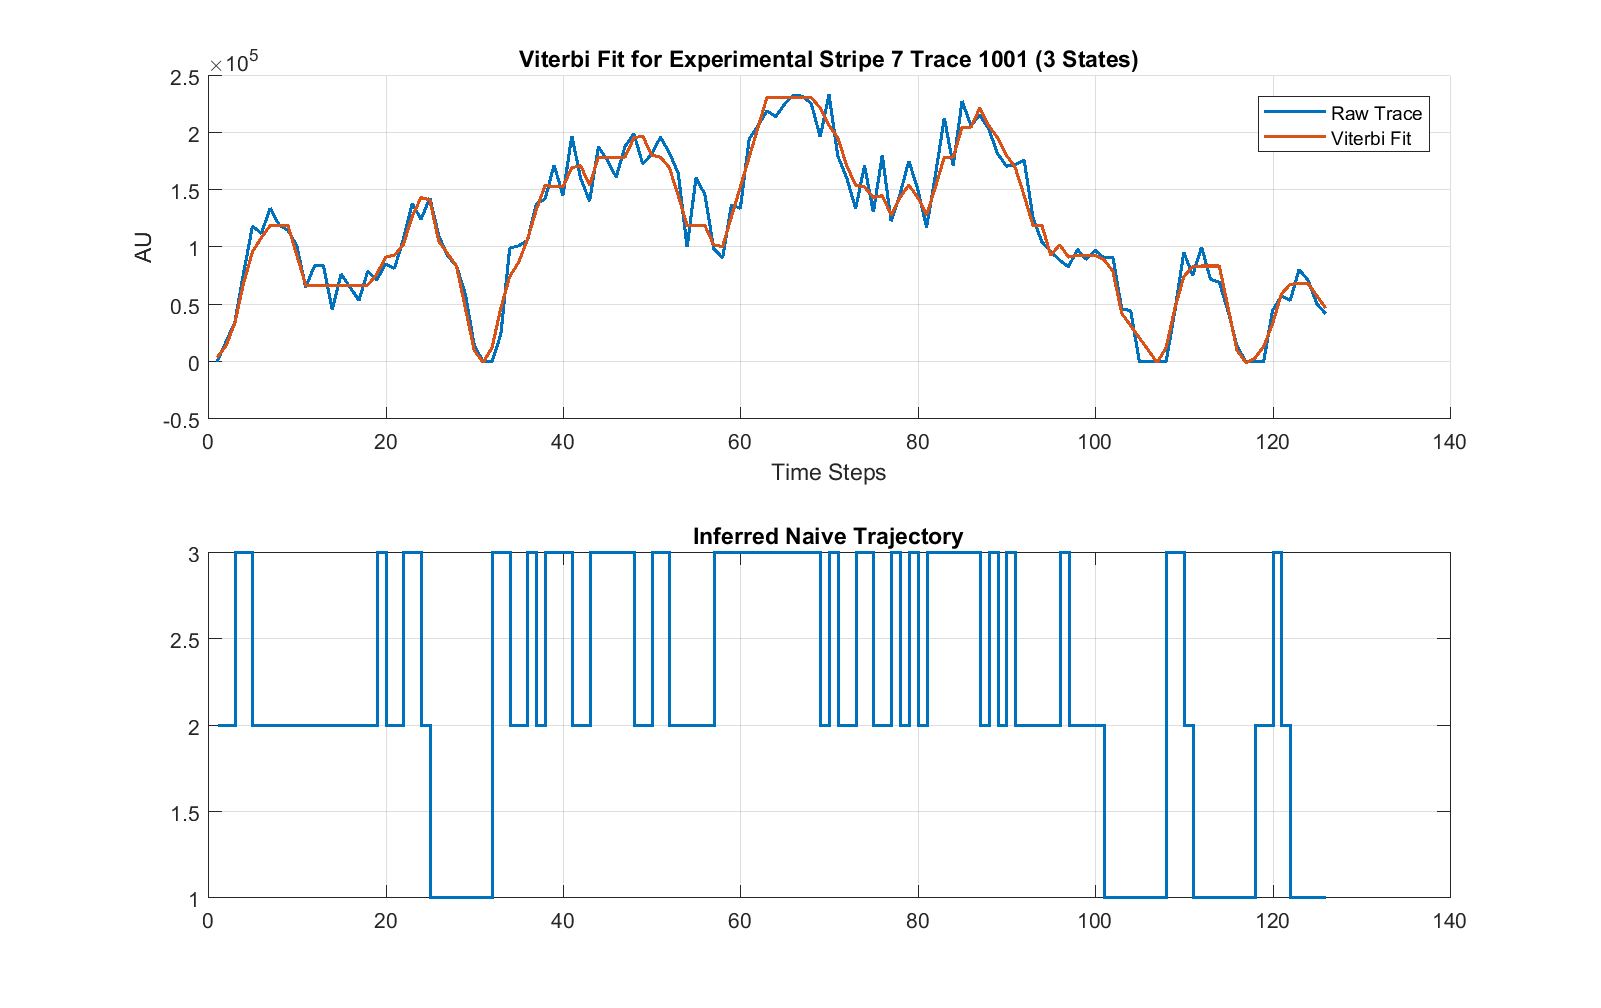 Viterbi Fit for Experimental Stripe 7 Trace 1001 (3 States)
×10⁵
2.5
2
1.5
1
0.5
0
-0.5
AU
Raw Trace
Viterbi Fit
0 20 40 60 80 100 120 140
Time Steps
Inferred Naive Trajectory
3
2.5
2
1.5
1
0 20 40 60 80 100 120 140